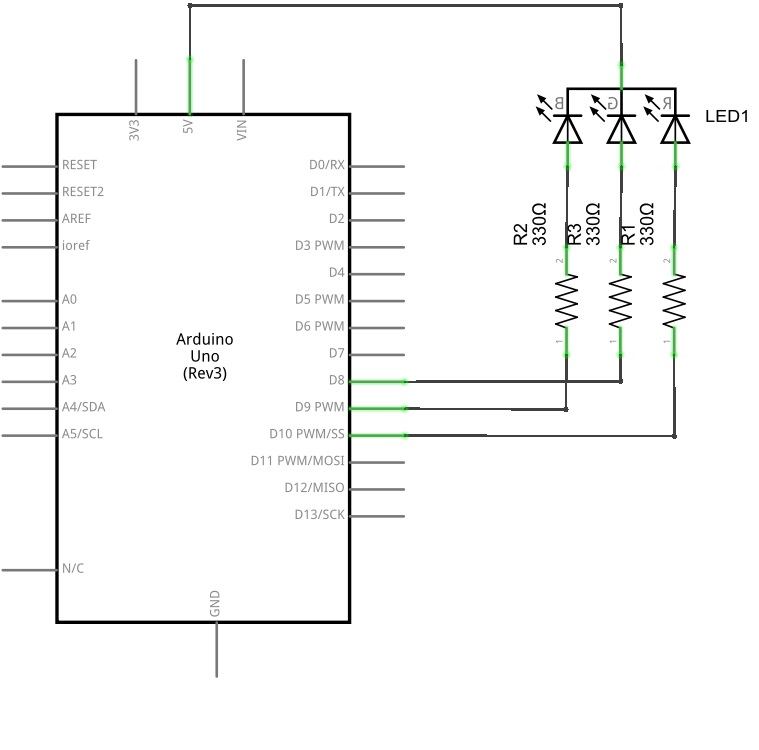 3V3
5V
VIN
B
G
R
LED1
RESET
RESET2
AREF
ioref
A0
A1
A2
A3
A4/SDA
A5/SCL
N/C
Arduino
Uno
(Rev3)
D0/RX
D1/TX
D2
D3 PWM
D4
D5 PWM
D6 PWM
D7
D8
D9 PWM
D10 PWM/SS
D11 PWM/MOSI
D12/MISO
D13/SCK
GND
R2
330Ω
R3
330Ω
R1
330Ω
2
2
2
1
1
1